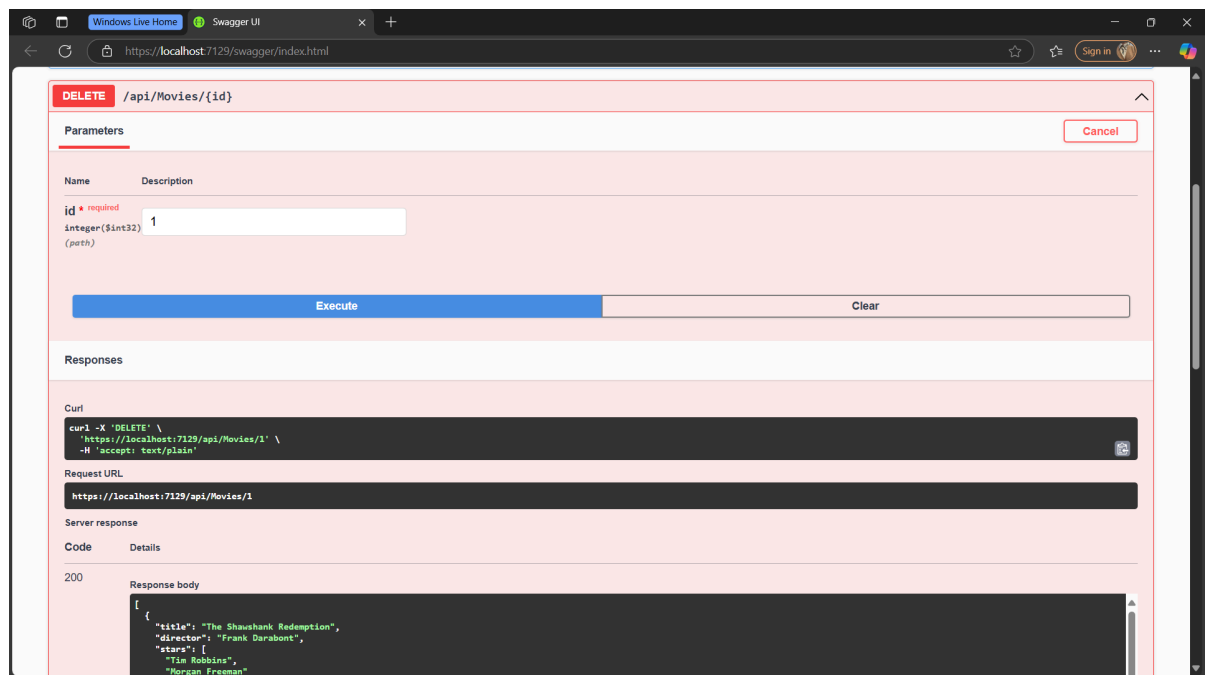 Windows Live Home
Swagger UI
https://localhost:7129/swagger/index.html
Sign in
DELETE /api/Movies/{id}
Parameters
Cancel
Name Description
id * required
integer($int32)
(path)
1
Execute
Clear
Responses
Curl
curl -X 'DELETE' \
'https://localhost:7129/api/Movies/1' \
-H 'accept: text/plain'
Request URL
https://localhost:7129/api/Movies/1
Server response
Code Details
200
Response body
[
{
"title": "The Shawshank Redemption",
"director": "Frank Darabont",
"stars": [
"Tim Robbins",
"Morgan Freeman"